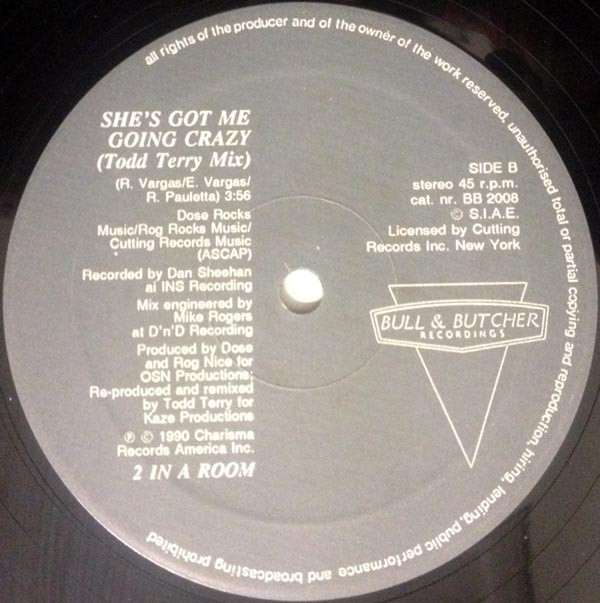 all rights of the producer and of the owner of the work reserved, unauthorised total or partial copying and reproduction, hiring, lending, public performance and broadcasting prohibited
SHE'S GOT ME
GOING CRAZY
(Todd Terry Mix)
(R. Vargas/E. Vargas/
R. Pauletta) 3:56
Dose Rocks
Music/Rog Rocks Music/
Cutting Records Music
(ASCAP)
Recorded by Dan Sheehan
ai INS Recording
Mix engineered by
Mike Rogers
at D'n'D Recording
Produced by Dose
and Rog Nice for
OSN Productions;
Re-produced and remixed
by Todd Terry for
Kaze Productions
℗ © 1990 Charisma
Records America Inc.
2 IN A ROOM
SIDE B
stereo 45 r.p.m.
cat. nr. BB 2008
© S.I.A.E.
Licensed by Cutting
Records Inc. New York
BULL & BUTCHER
RECORDINGS